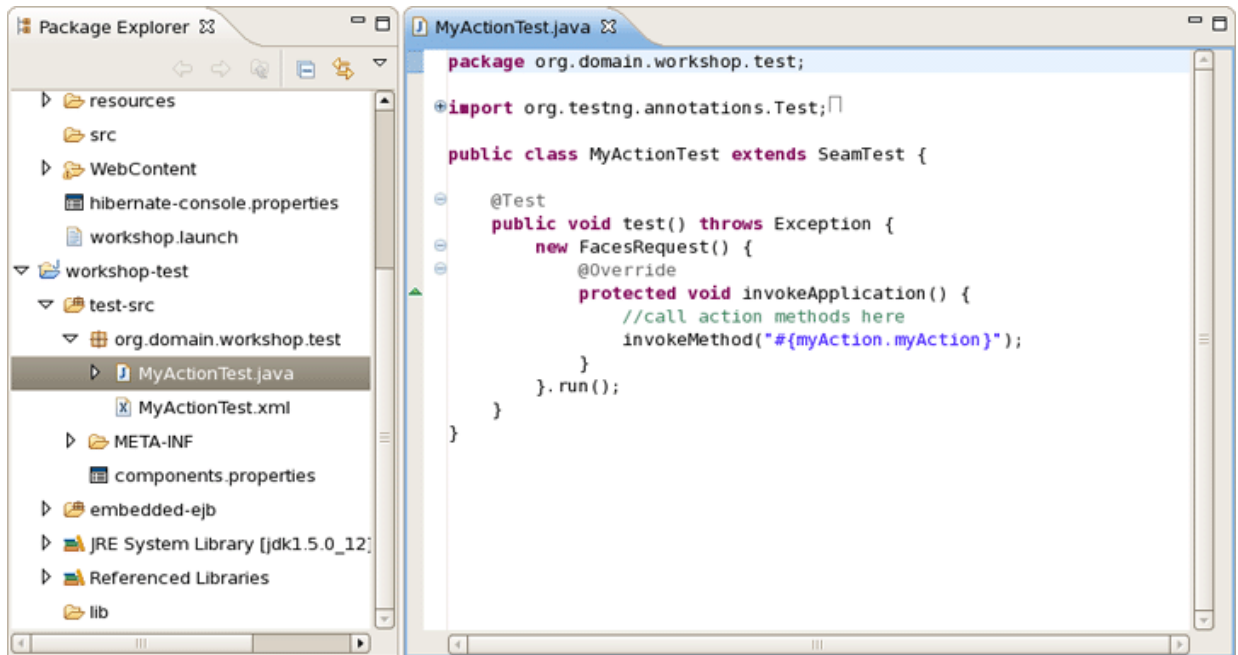 Package Explorer
resources
src
WebContent
hibernate-console.properties
workshop.launch
workshop-test
test-src
org.domain.workshop.test
MyActionTest.java
MyActionTest.xml
META-INF
components.properties
embedded-ejb
JRE System Library [jdk1.5.0_12]
Referenced Libraries
lib
MyActionTest.java
package org.domain.workshop.test;
import org.testng.annotations.Test;
public class MyActionTest extends SeamTest {
@Test
public void test() throws Exception {
new FacesRequest() {
@Override
protected void invokeApplication() {
//call action methods here
invokeMethod("#{myAction.myAction}");
}
}.run();
}
}